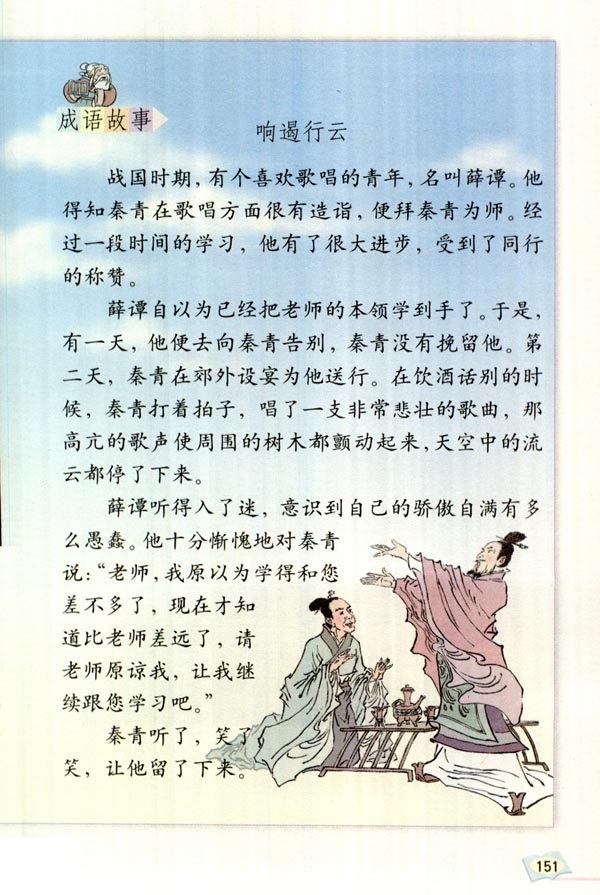 成语故事
响遏行云
战国时期，有个喜欢歌唱的青年，名叫薛谭。他
得知秦青在歌唱方面很有造诣，便拜秦青为师。经
过一段时间的学习，他有了很大进步，受到了同行
的称赞。
薛谭自以为已经把老师的本领学到手了。于是，
有一天，他便去向秦青告别，秦青没有挽留他。第
二天，秦青在郊外设宴为他送行。在饮酒话别的时
候，秦青打着拍子，唱了一支非常悲壮的歌曲，那
高亢的歌声使周围的树木都颤动起来，天空中的流
云都停了下来。
薛谭听得入了迷，意识到自己的骄傲自满有多
么愚蠢。他十分惭愧地对秦青
说：“老师，我原以为学得和您
差不多了，现在才知
道比老师差远了，请
老师原谅我，让我继
续跟您学习吧。”
秦青听了，笑了
笑，让他留了下来。
151